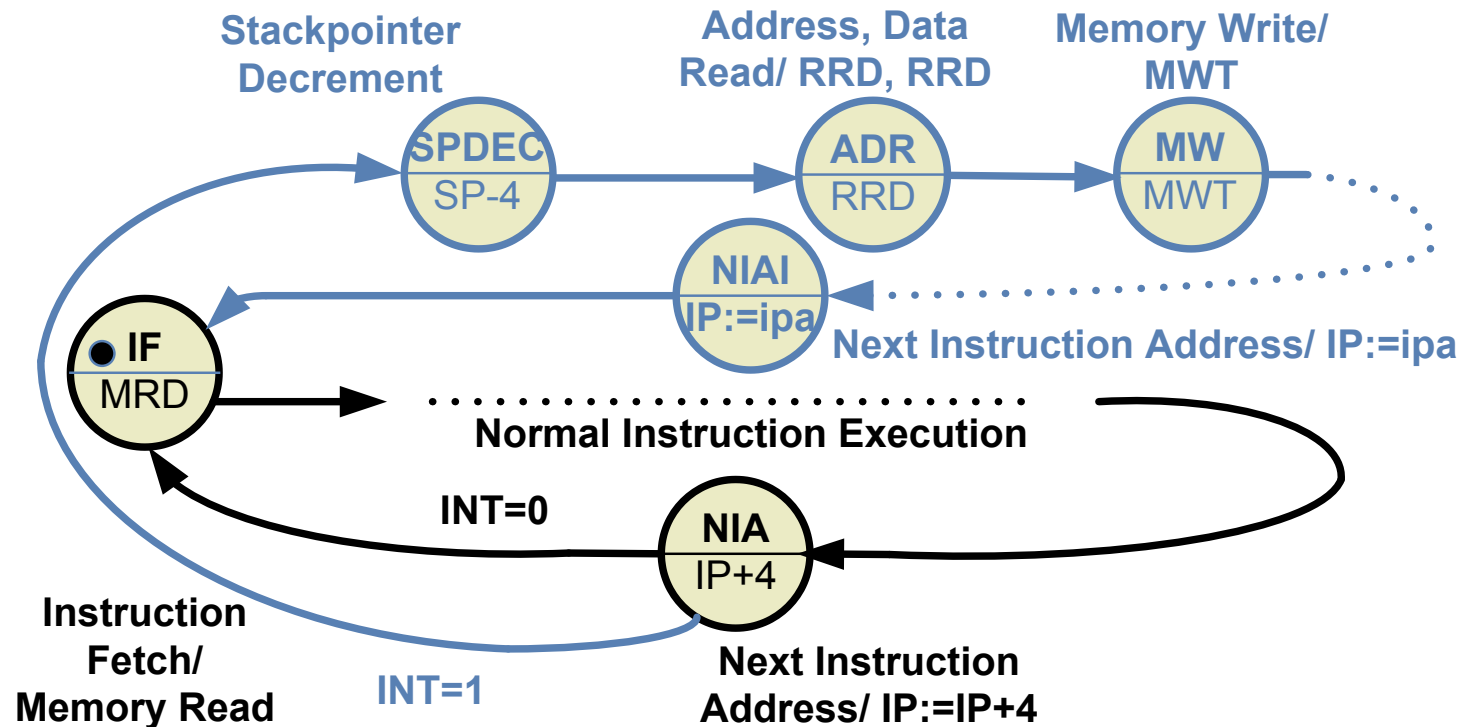 Stackpointer
Decrement
Address, Data
Read/ RRD, RRD
Memory Write/
MWT
SPDEC
SP-4
ADR
RRD
MW
MWT
NIAI
IP:=ipa
Next Instruction Address/ IP:=ipa
IF
MRD
Normal Instruction Execution
INT=0
NIA
IP+4
Instruction
Fetch/
Memory Read
INT=1
Next Instruction
Address/ IP:=IP+4